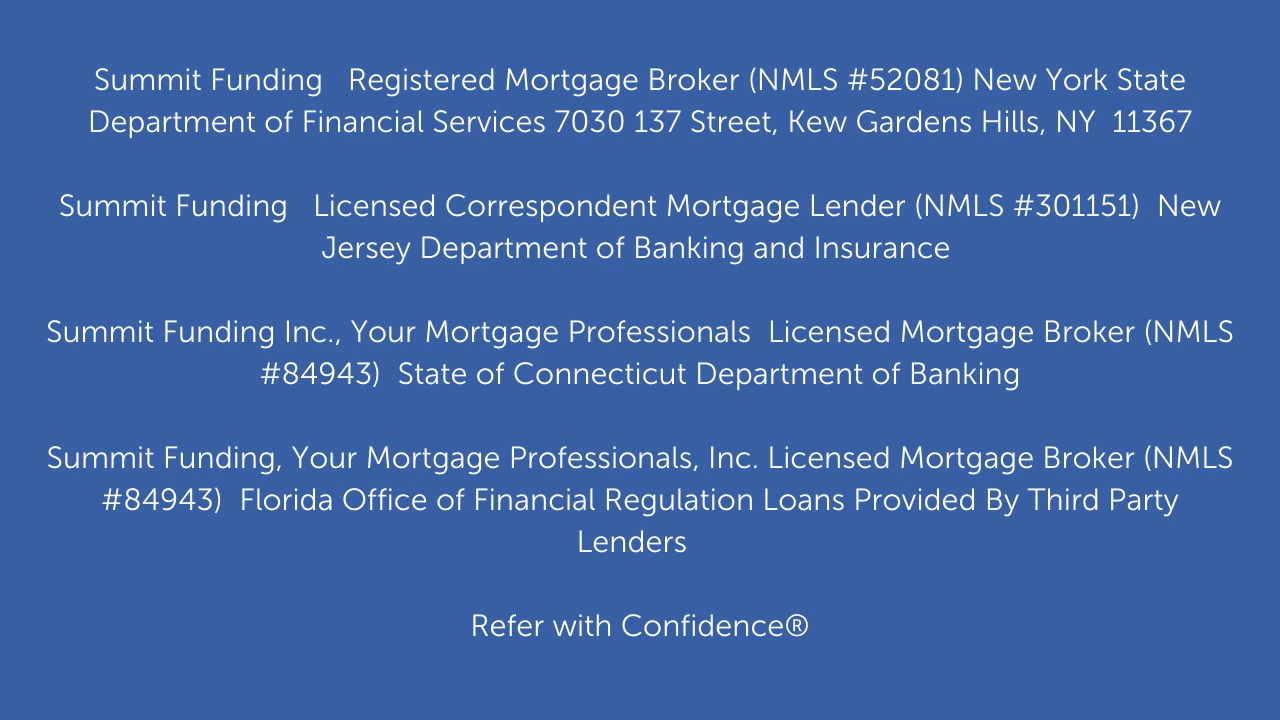 Summit Funding   Registered Mortgage Broker (NMLS #52081) New York State
Department of Financial Services 7030 137 Street, Kew Gardens Hills, NY  11367
Summit Funding   Licensed Correspondent Mortgage Lender (NMLS #301151)  New
Jersey Department of Banking and Insurance
Summit Funding Inc., Your Mortgage Professionals  Licensed Mortgage Broker (NMLS
#84943)  State of Connecticut Department of Banking
Summit Funding, Your Mortgage Professionals, Inc. Licensed Mortgage Broker (NMLS
#84943)  Florida Office of Financial Regulation Loans Provided By Third Party
Lenders
Refer with Confidence®